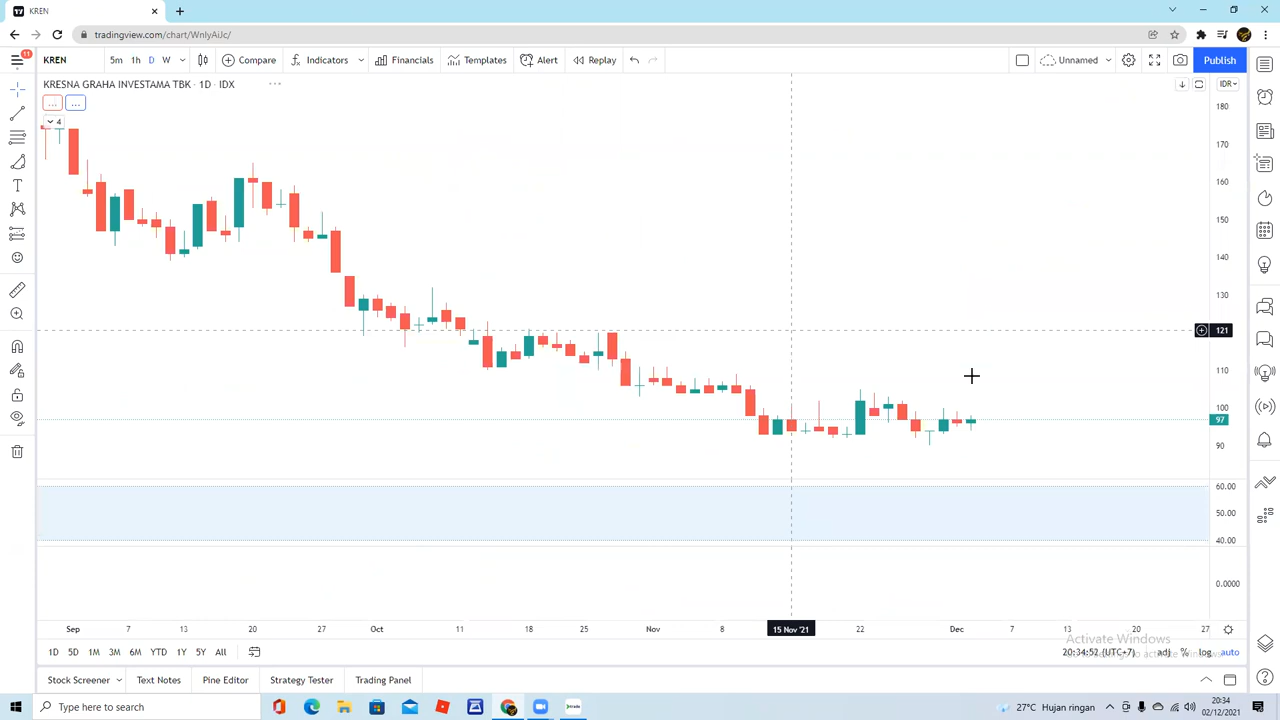 KREN
tradingview.com/chart/WnlyAiJc/
11
KREN 5m 1h D W Compare Indicators Financials Templates Alert Replay Unnamed Publish
KRESNA GRAHA INVESTAMA TBK · 1D · IDX ...
IDR
... ...
4
180
170
160
150
140
130
121
110
100
97
90
60.00
50.00
40.00
0.0000
Sep 7 13 20 27 Oct 11 18 25 Nov 8 15 Nov '21 22 Dec 7 13 20 27
Activate Windows
1D 5D 1M 3M 6M YTD 1Y 5Y All 20:34:52 (UTC+7) adj % log auto
Stock Screener Text Notes Pine Editor Strategy Tester Trading Panel
Type here to search 27°C Hujan ringan 20:34
02/12/2021